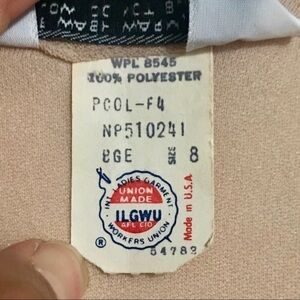 WPL 8545
100% POLYESTER
PCOL-F4
NP510241
BGE SIZE 8
INT. LADIES GARMENT
UNION
MADE
ILGWU
AFL CIO
WORKERS UNION
®
Made in U.S.A.
54783